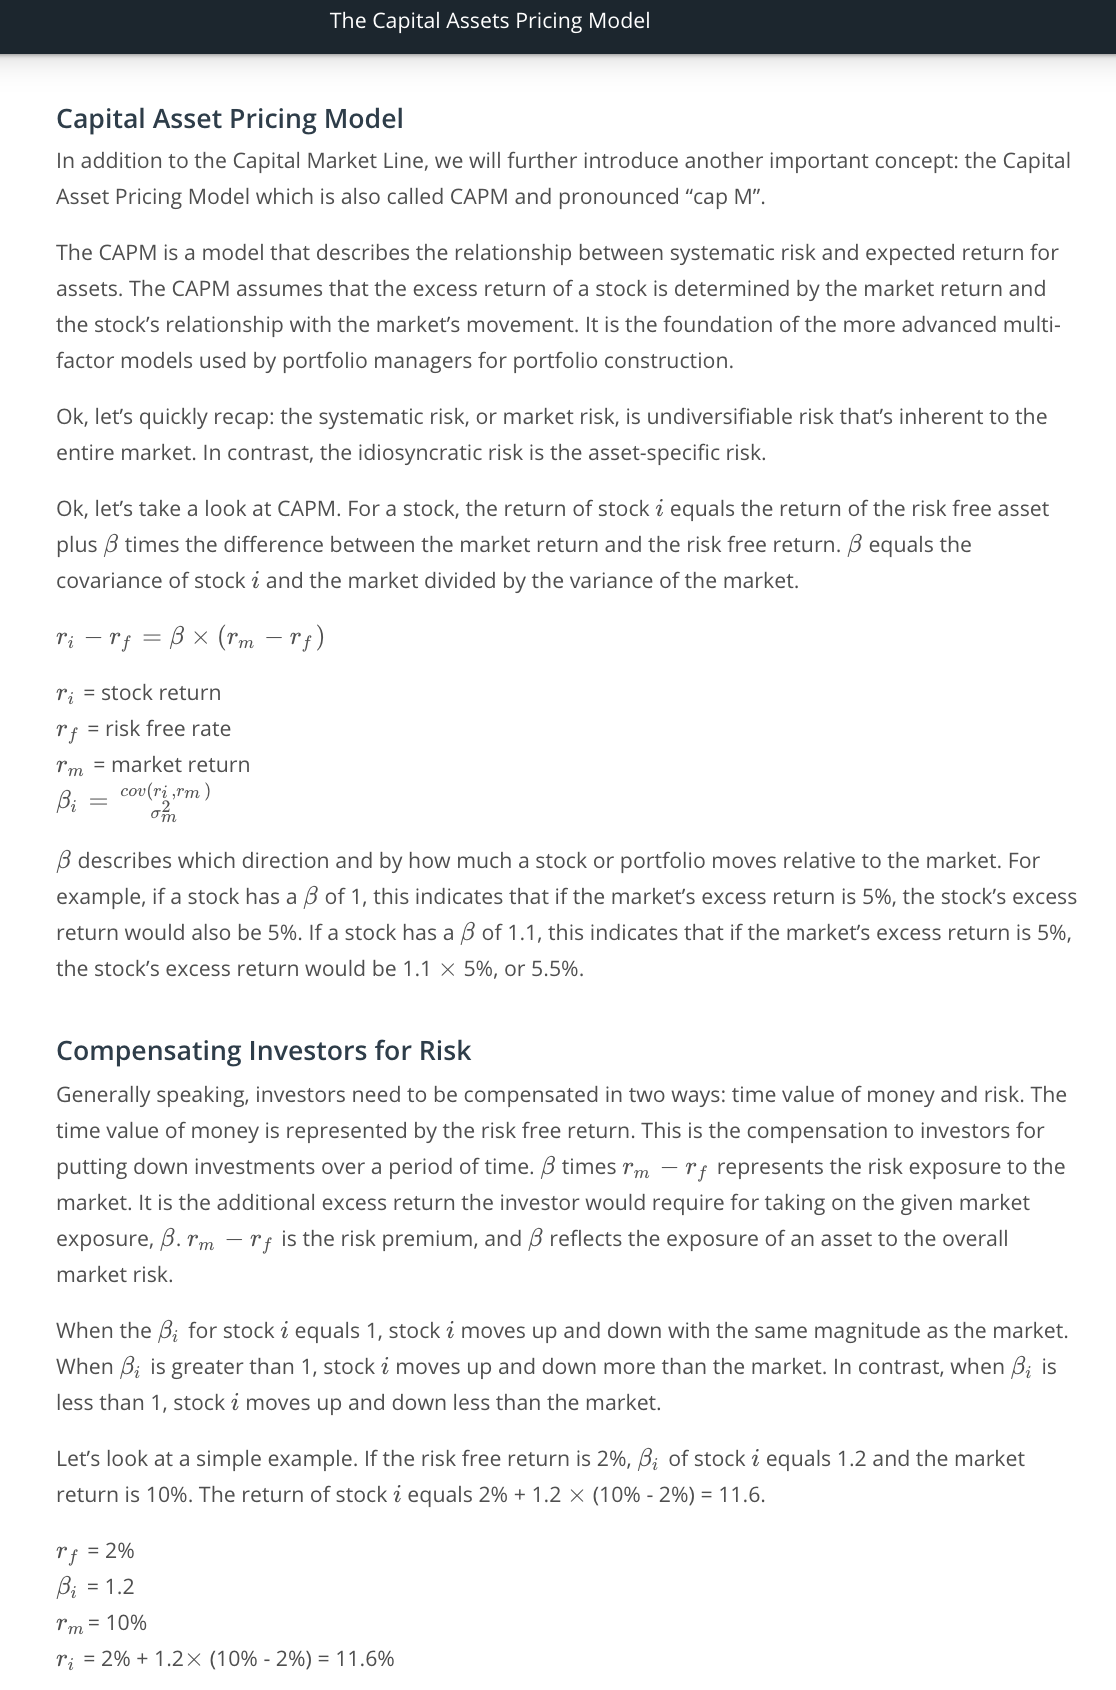 The Capital Assets Pricing Model
Capital Asset Pricing Model
In addition to the Capital Market Line, we will further introduce another important concept: the Capital
Asset Pricing Model which is also called CAPM and pronounced “cap M”.
The CAPM is a model that describes the relationship between systematic risk and expected return for
assets. The CAPM assumes that the excess return of a stock is determined by the market return and
the stock’s relationship with the market’s movement. It is the foundation of the more advanced multi-
factor models used by portfolio managers for portfolio construction.
Ok, let’s quickly recap: the systematic risk, or market risk, is undiversifiable risk that’s inherent to the
entire market. In contrast, the idiosyncratic risk is the asset-specific risk.
Ok, let’s take a look at CAPM. For a stock, the return of stock i equals the return of the risk free asset
plus β times the difference between the market return and the risk free return. β equals the
covariance of stock i and the market divided by the variance of the market.
r_i − r_f = β × (r_m − r_f)
r_i = stock return
r_f = risk free rate
r_m = market return
β_i = cov(r_i,r_m) / σ_m^2
β describes which direction and by how much a stock or portfolio moves relative to the market. For
example, if a stock has a β of 1, this indicates that if the market’s excess return is 5%, the stock’s excess
return would also be 5%. If a stock has a β of 1.1, this indicates that if the market’s excess return is 5%,
the stock’s excess return would be 1.1 × 5%, or 5.5%.
Compensating Investors for Risk
Generally speaking, investors need to be compensated in two ways: time value of money and risk. The
time value of money is represented by the risk free return. This is the compensation to investors for
putting down investments over a period of time. β times r_m − r_f represents the risk exposure to the
market. It is the additional excess return the investor would require for taking on the given market
exposure, β. r_m − r_f is the risk premium, and β reflects the exposure of an asset to the overall
market risk.
When the β_i for stock i equals 1, stock i moves up and down with the same magnitude as the market.
When β_i is greater than 1, stock i moves up and down more than the market. In contrast, when β_i is
less than 1, stock i moves up and down less than the market.
Let’s look at a simple example. If the risk free return is 2%, β_i of stock i equals 1.2 and the market
return is 10%. The return of stock i equals 2% + 1.2 × (10% - 2%) = 11.6.
r_f = 2%
β_i = 1.2
r_m = 10%
r_i = 2% + 1.2× (10% - 2%) = 11.6%